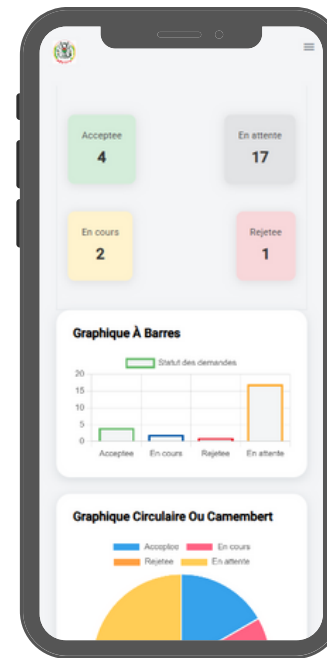 Acceptee
4
En attente
17
En cours
2
Rejetee
1
Graphique À Barres
Statut des demandes
20
15
10
5
0
Acceptee En cours Rejetee En attente
Graphique Circulaire Ou Camembert
Acceptee En cours
Rejetee En attente